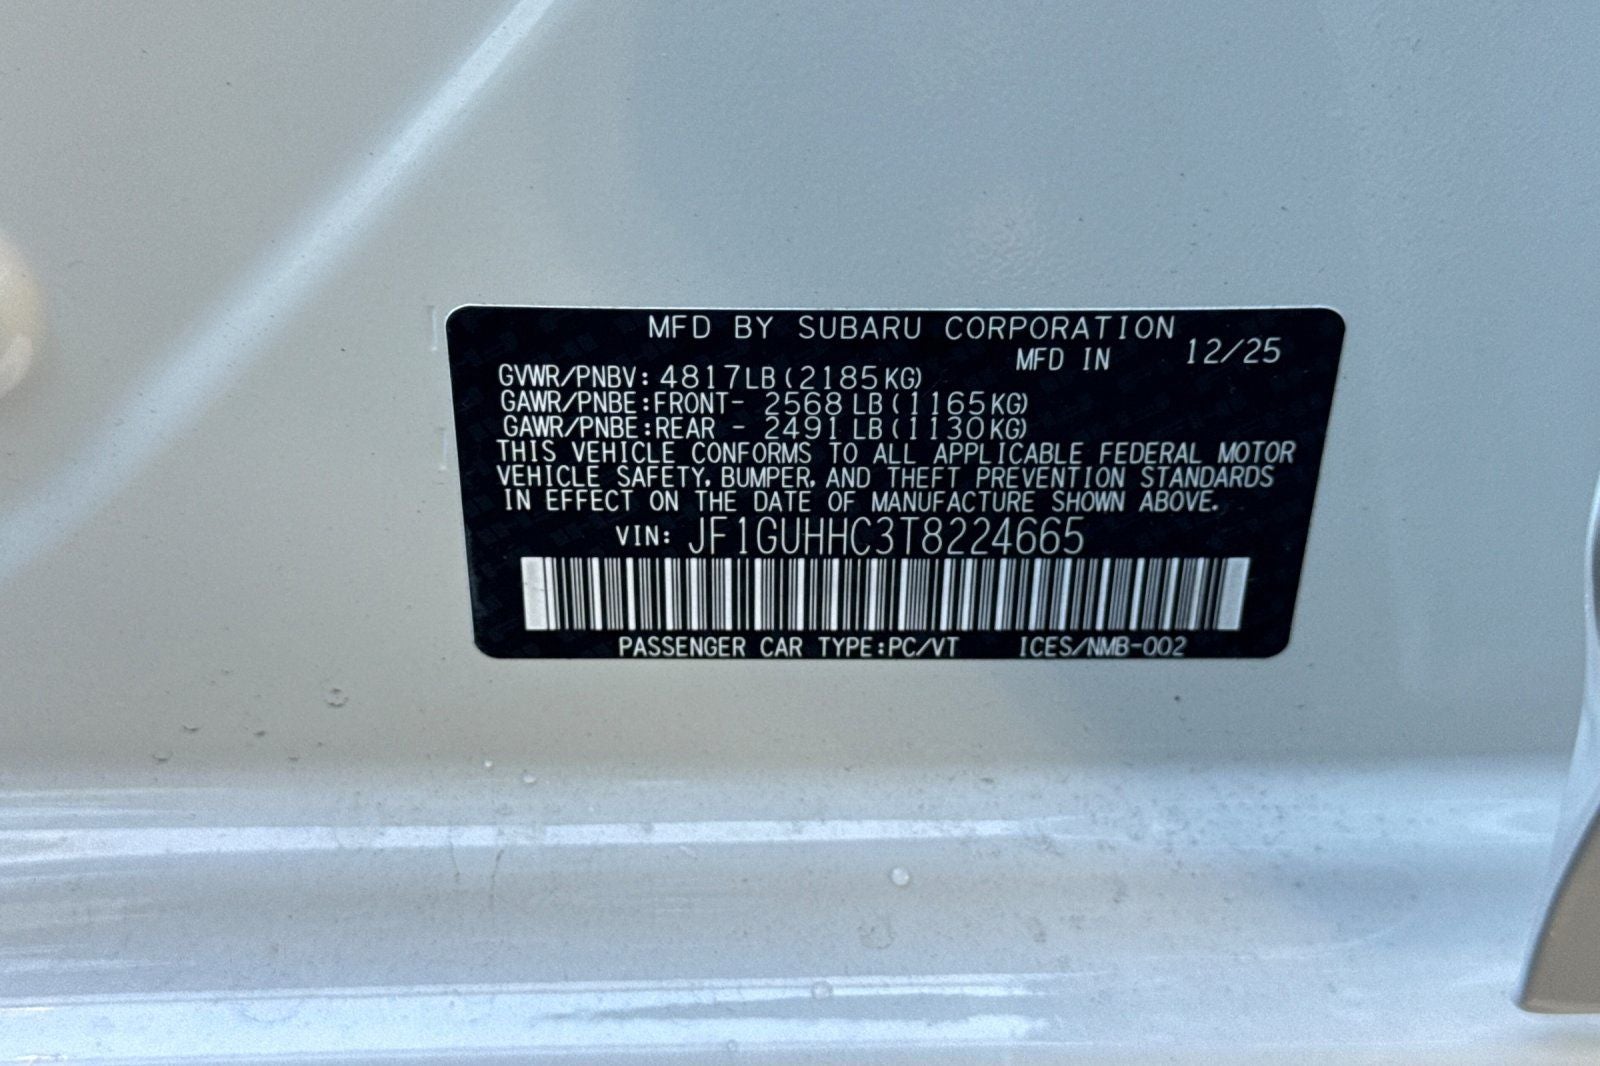 MFD BY SUBARU CORPORATION
MFD IN 12/25
GVWR/PNBV: 4817LB(2185KG)
GAWR/PNBE:FRONT- 2568 LB(1165KG)
GAWR/PNBE:REAR - 2491 LB(1130KG)
THIS VEHICLE CONFORMS TO ALL APPLICABLE FEDERAL MOTOR
VEHICLE SAFETY, BUMPER, AND THEFT PREVENTION STANDARDS
IN EFFECT ON THE DATE OF MANUFACTURE SHOWN ABOVE.
VIN: JF1GUHHC3T8224665
PASSENGER CAR TYPE:PC/VT ICES/NMB-002